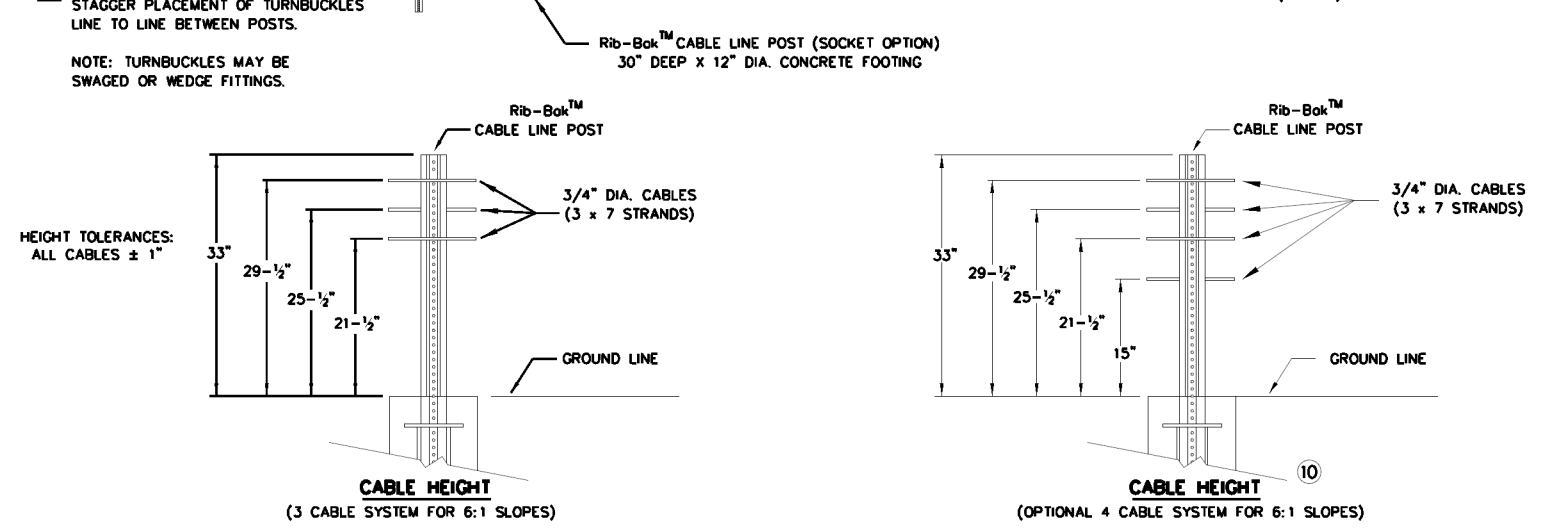 STAGGER PLACEMENT OF TURNBUCKLES
LINE TO LINE BETWEEN POSTS.
NOTE: TURNBUCKLES MAY BE
SWAGED OR WEDGE FITTINGS.
Rib-Bak™ CABLE LINE POST (SOCKET OPTION)
30" DEEP X 12" DIA. CONCRETE FOOTING
Rib-Bak™
CABLE LINE POST
3/4" DIA. CABLES
(3 x 7 STRANDS)
HEIGHT TOLERANCES:
ALL CABLES ± 1"
33"
29-½"
25-½"
21-½"
GROUND LINE
CABLE HEIGHT
(3 CABLE SYSTEM FOR 6:1 SLOPES)
Rib-Bak™
CABLE LINE POST
3/4" DIA. CABLES
(3 x 7 STRANDS)
33"
29-½"
25-½"
21-½"
15"
GROUND LINE
10
CABLE HEIGHT
(OPTIONAL 4 CABLE SYSTEM FOR 6:1 SLOPES)